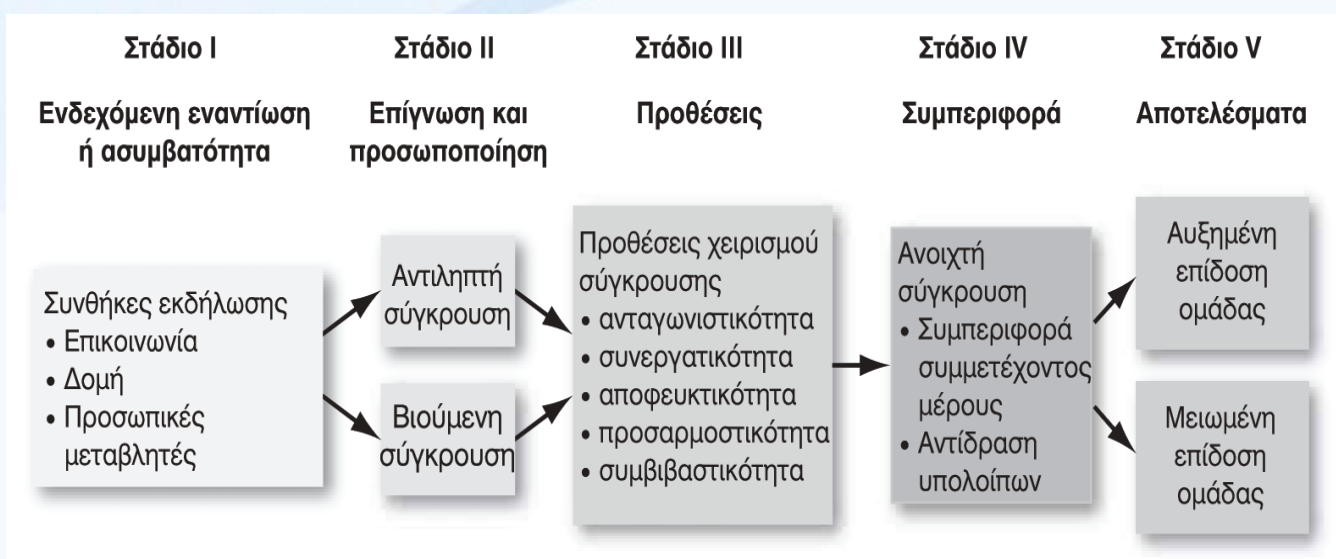 Στάδιο I
Ενδεχόμενη εναντίωση
ή ασυμβατότητα
Στάδιο II
Επίγνωση και
προσωποποίηση
Στάδιο III
Προθέσεις
Στάδιο IV
Συμπεριφορά
Στάδιο V
Αποτελέσματα
Συνθήκες εκδήλωσης
• Επικοινωνία
• Δομή
• Προσωπικές
μεταβλητές
Αντιληπτή
σύγκρουση
Βιούμενη
σύγκρουση
Προθέσεις χειρισμού
σύγκρουσης
• ανταγωνιστικότητα
• συνεργατικότητα
• αποφευκτικότητα
• προσαρμοστικότητα
• συμβιβαστικότητα
Ανοιχτή
σύγκρουση
• Συμπεριφορά
συμμετέχοντος
μέρους
• Αντίδραση
υπολοίπων
Αυξημένη
επίδοση
ομάδας
Μειωμένη
επίδοση
ομάδας